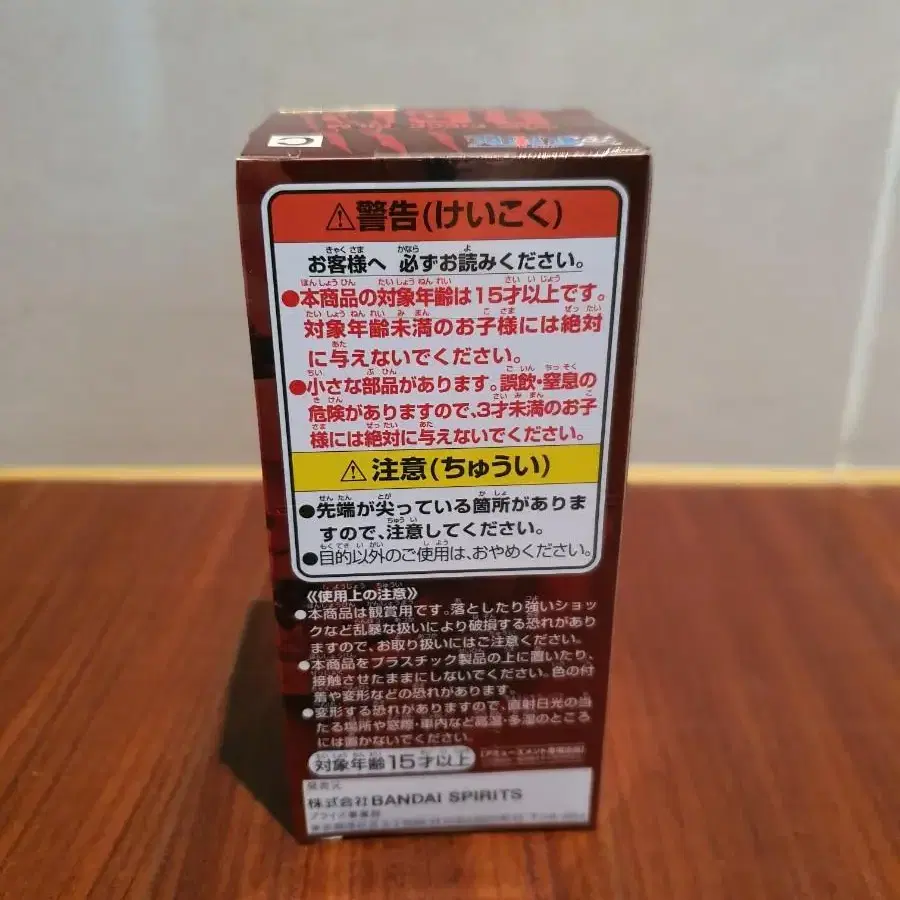 ⚠警告(けいこく)
お客様へ 必ずお読みください。
●本商品の対象年齢は15才以上です。
対象年齢未満のお子様には絶対
に与えないでください。
●小さな部品があります。誤飲・窒息の
危険がありますので、3才未満のお子
様には絶対に与えないでください。
⚠注意(ちゅうい)
●先端が尖っている箇所がありま
すので、注意してください。
●目的以外のご使用は、おやめください。
《使用上の注意》
●本商品は観賞用です。落としたり強いショッ
クなど乱暴な扱いにより破損する恐れがあり
ますので、お取り扱いにはご注意ください。
●本商品をプラスチック製品の上に置いたり、
接触させたままにしないでください。色の付
着や変形などの恐れがあります。
●変形する恐れがありますので、直射日光の当
たる場所や窓際・車内など高温・多湿のところ
には置かないでください。
対象年齢15才以上
発売元
株式会社BANDAI SPIRITS
プライズ事業部